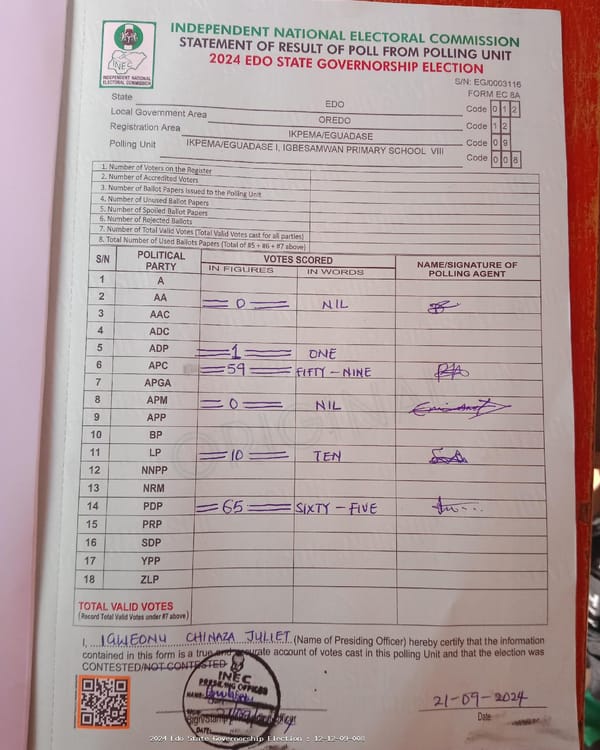 INDEPENDENT NATIONAL ELECTORAL COMMISSION
STATEMENT OF RESULT OF POLL FROM POLLING UNIT
2024 EDO STATE GOVERNORSHIP ELECTION
INEC
INDEPENDENT NATIONAL ELECTORAL COMMISSION
S/N: EG/0003116
FORM EC 8A
State EDO Code 0 1 2
Local Government Area OREDO Code 1 2
Registration Area IKPEMA/EGUADASE Code 0 9
Polling Unit IKPEMA/EGUADASE I, IGBESAMWAN PRIMARY SCHOOL VIII Code 0 0 8
1. Number of Voters on the Register
2. Number of Accredited Voters
3. Number of Ballot Papers Issued to the Polling Unit
4. Number of Unused Ballot Papers
5. Number of Spoiled Ballot Papers
6. Number of Rejected Ballots
7. Number of Total Valid Votes (Total Valid Votes cast for all parties)
8. Total Number of Used Ballots Papers (Total of #5 + #6 + #7 above)
S/N POLITICAL PARTY VOTES SCORED NAME/SIGNATURE OF POLLING AGENT
IN FIGURES IN WORDS
1 A
2 AA 0 NIL
3 AAC
4 ADC
5 ADP 1 ONE
6 APC 59 FIFTY - NINE
7 APGA
8 APM 0 NIL
9 APP
10 BP
11 LP 10 TEN
12 NNPP
13 NRM
14 PDP 65 SIXTY - FIVE
15 PRP
16 SDP
17 YPP
18 ZLP
ORIGINAL
TOTAL VALID VOTES
(Record Total Valid Votes under #7 above)
I, IGWEONU CHINAZA JULIET (Name of Presiding Officer) hereby certify that the information
contained in this form is a true and accurate account of votes cast in this polling Unit and that the election was
CONTESTED/NOT CONTESTED
INEC
PRESIDING OFFICER
NAME:
DATE:
21-09-2024
Date
2024 Edo State Governorship Election : 12-12-09-008